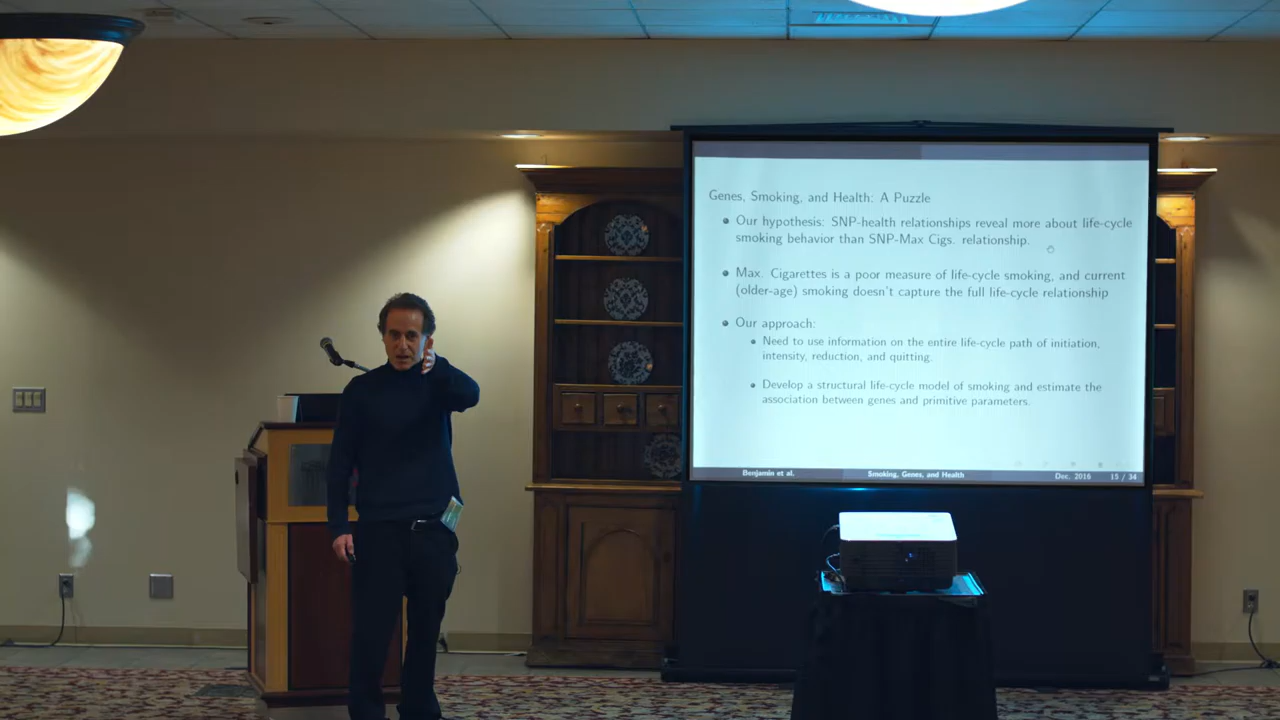 Genes, Smoking, and Health: A Puzzle
Our hypothesis: SNP-health relationships reveal more about life-cycle
smoking behavior than SNP-Max Cigs. relationship.
Max. Cigarettes is a poor measure of life-cycle smoking, and current
(older-age) smoking doesn't capture the full life-cycle relationship
Our approach:
Need to use information on the entire life-cycle path of initiation,
intensity, reduction, and quitting.
Develop a structural life-cycle model of smoking and estimate the
association between genes and primitive parameters.
Benjamin et al. Smoking, Genes, and Health Dec. 2016 15 / 34